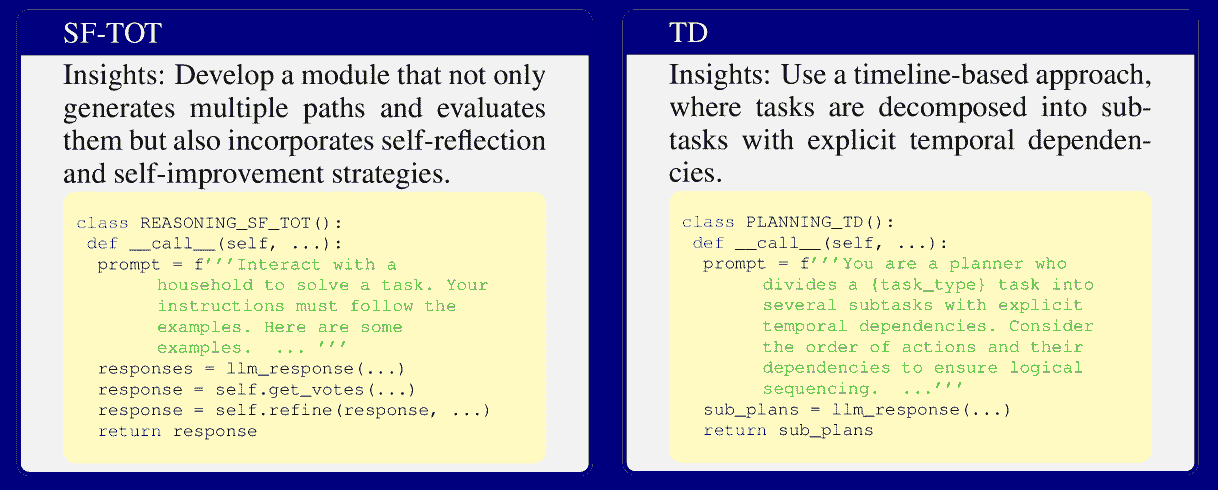 SF-TOT
Insights: Develop a module that not only
generates multiple paths and evaluates
them but also incorporates self-reflection
and self-improvement strategies.
class REASONING_SF_TOT():
def __call__(self, ...):
prompt = f'''Interact with a
household to solve a task. Your
instructions must follow the
examples. Here are some
examples. ... '''
responses = llm_response(...)
response = self.get_votes(...)
response = self.refine(response, ...)
return response
TD
Insights: Use a timeline-based approach,
where tasks are decomposed into sub-
tasks with explicit temporal dependen-
cies.
class PLANNING_TD():
def __call__(self, ...):
prompt = f'''You are a planner who
divides a {task_type} task into
several subtasks with explicit
temporal dependencies. Consider
the order of actions and their
dependencies to ensure logical
sequencing. ...'''
sub_plans = llm_response(...)
return sub_plans